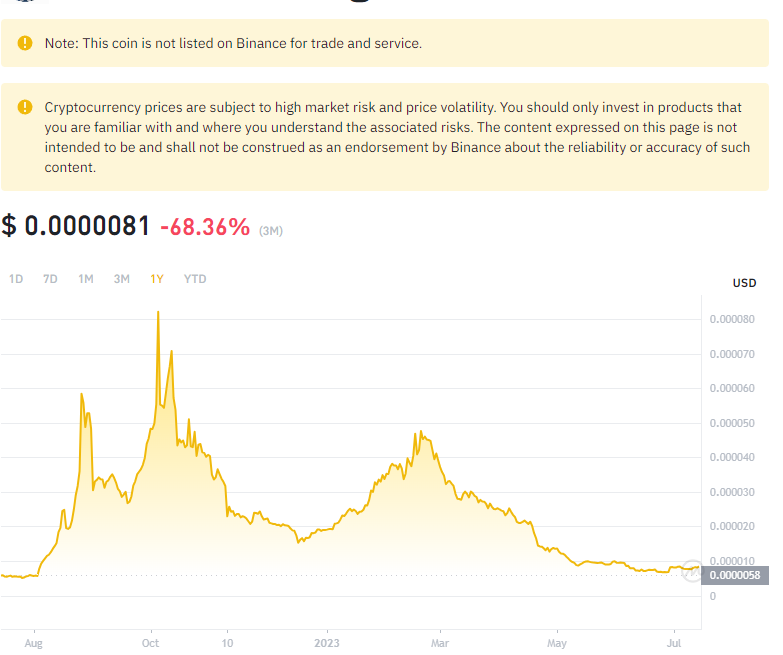 Note: This coin is not listed on Binance for trade and service.
Cryptocurrency prices are subject to high market risk and price volatility. You should only invest in products that
you are familiar with and where you understand the associated risks. The content expressed on this page is not
intended to be and shall not be construed as an endorsement by Binance about the reliability or accuracy of such
content.
$ 0.0000081 -68.36% (3M)
1D 7D 1M 3M 1Y YTD
USD
0.000080
0.000070
0.000060
0.000050
0.000040
0.000030
0.000020
0.000010
0.0000058
0
Aug Oct 10 2023 Mar May Jul